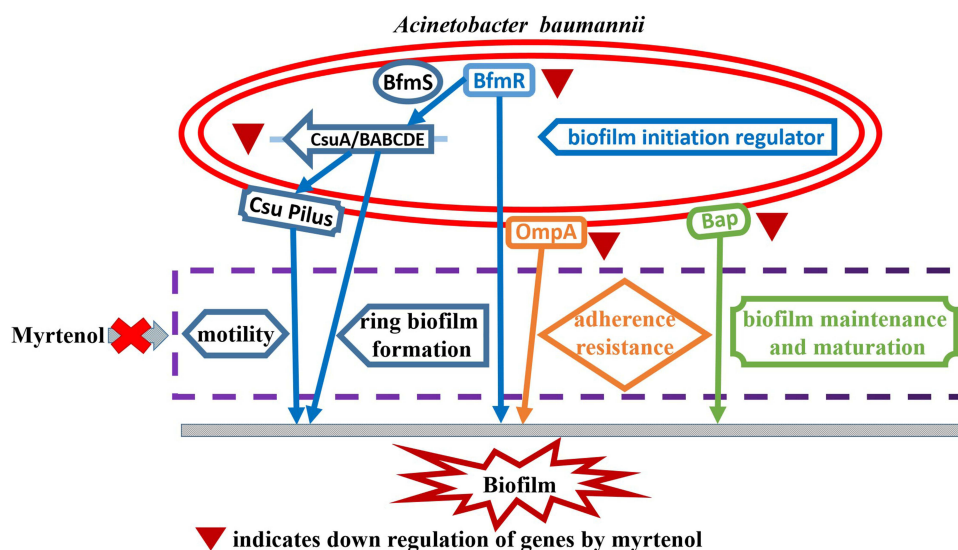 Acinetobacter baumannii
BfmS
BfmR
CsuA/BABCDE
biofilm initiation regulator
Csu Pilus
OmpA
Bap
Myrtenol
motility
ring biofilm
formation
adherence
resistance
biofilm maintenance
and maturation
Biofilm
indicates down regulation of genes by myrtenol